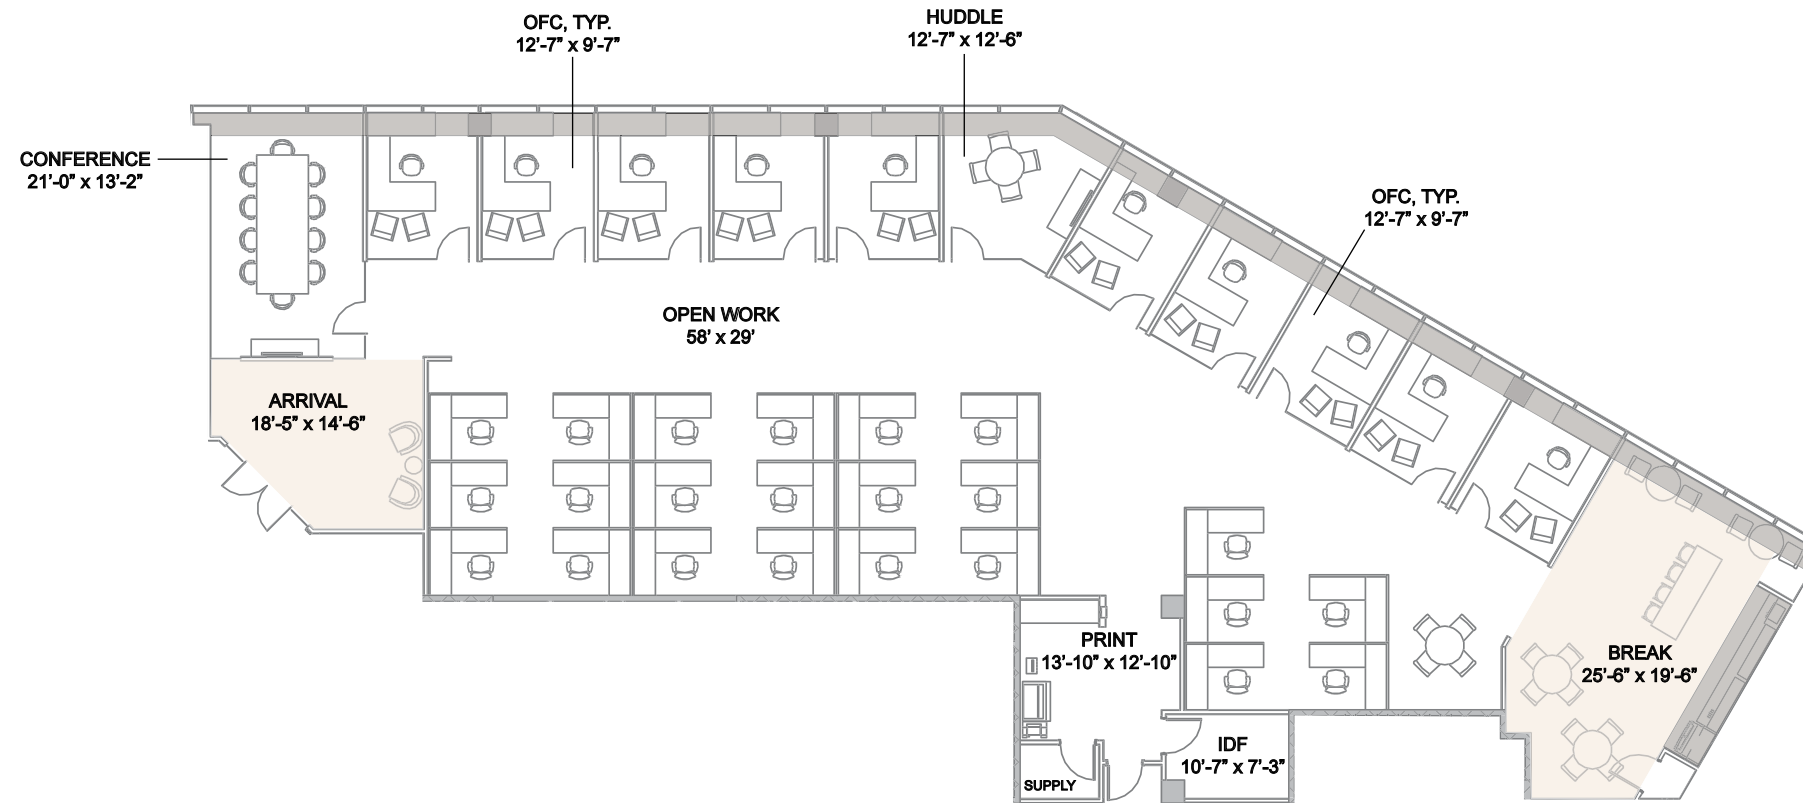 OFC, TYP.
12'-7" x 9'-7"
HUDDLE
12'-7" x 12'-6"
CONFERENCE
21'-0" x 13'-2"
OFC, TYP.
12'-7" x 9'-7"
OPEN WORK
58' x 29'
ARRIVAL
18'-5" x 14'-6"
PRINT
13'-10" x 12'-10"
BREAK
25'-6" x 19'-6"
IDF
10'-7" x 7'-3"
SUPPLY